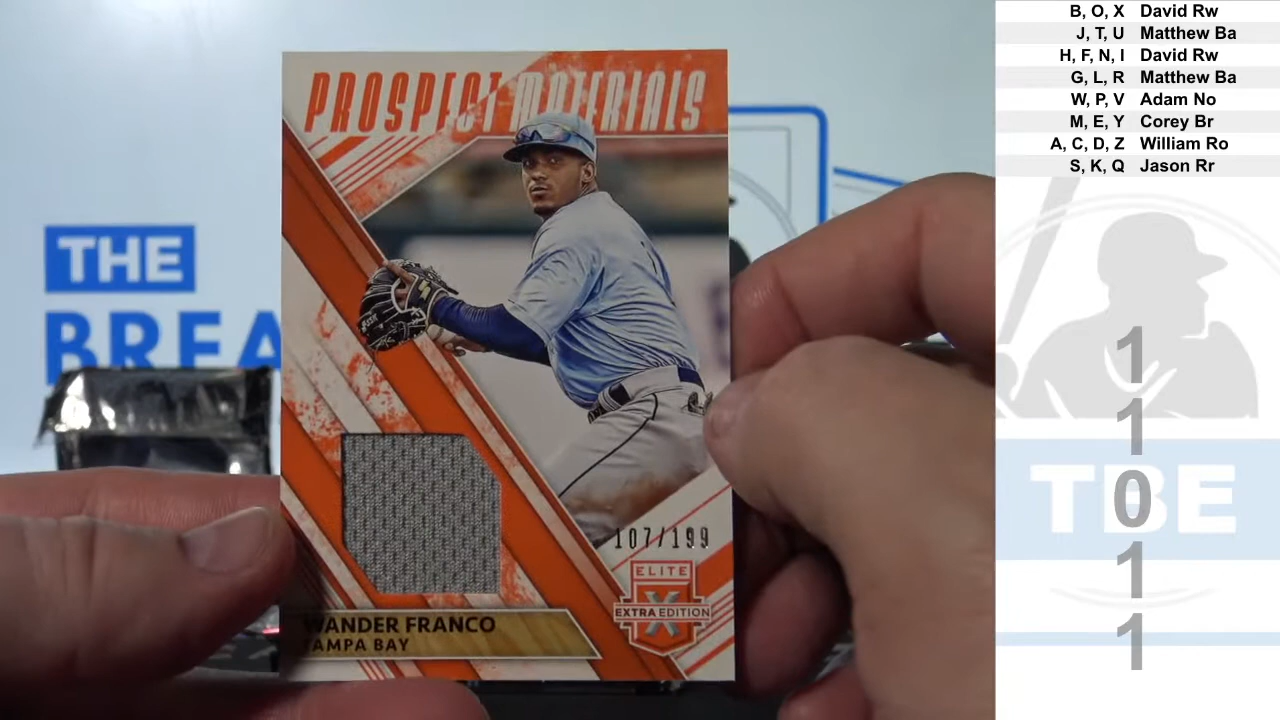 PROSPECT MATERIALS
107/199
ELITE
X
EXTRA EDITION
WANDER FRANCO
TAMPA BAY
THE
BREA
B, O, X David Rw
J, T, U Matthew Ba
H, F, N, I David Rw
G, L, R Matthew Ba
W, P, V Adam No
M, E, Y Corey Br
A, C, D, Z William Ro
S, K, Q Jason Rr
TBE
1
1
0
1
1